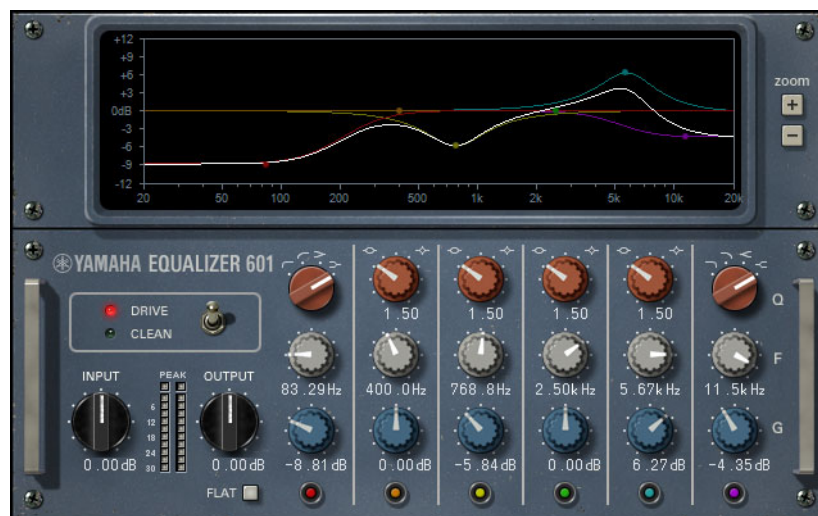 +12
+9
+6
+3
0dB
-3
-6
-9
-12
20 50 100 200 500 1k 2k 5k 10k 20k
zoom
+
−
YAMAHA EQUALIZER 601
DRIVE
CLEAN
Q
1.50 1.50 1.50 1.50
F
83.29Hz 400.0Hz 768.8Hz 2.50kHz 5.67kHz 11.5kHz
INPUT PEAK OUTPUT
6
12
18
24
30
G
0.00dB 0.00dB -8.81dB 0.00dB -5.84dB 0.00dB 6.27dB -4.35dB
FLAT